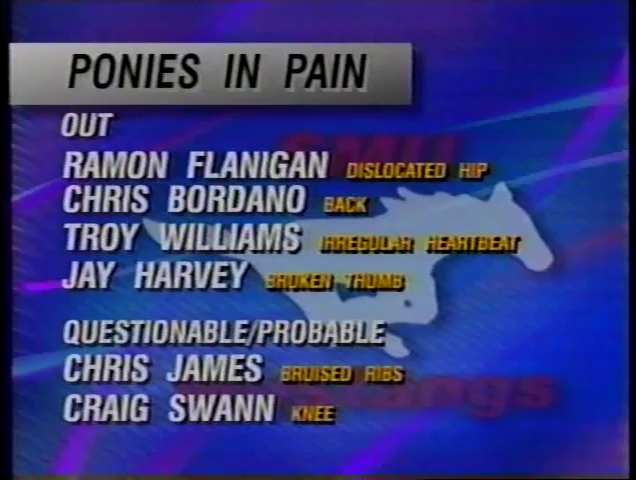 PONIES IN PAIN
OUT
RAMON FLANIGAN DISLOCATED HIP
CHRIS BORDANO BACK
TROY WILLIAMS IRREGULAR HEARTBEAT
JAY HARVEY BROKEN THUMB
QUESTIONABLE/PROBABLE
CHRIS JAMES BRUISED RIBS
CRAIG SWANN KNEE
SMU